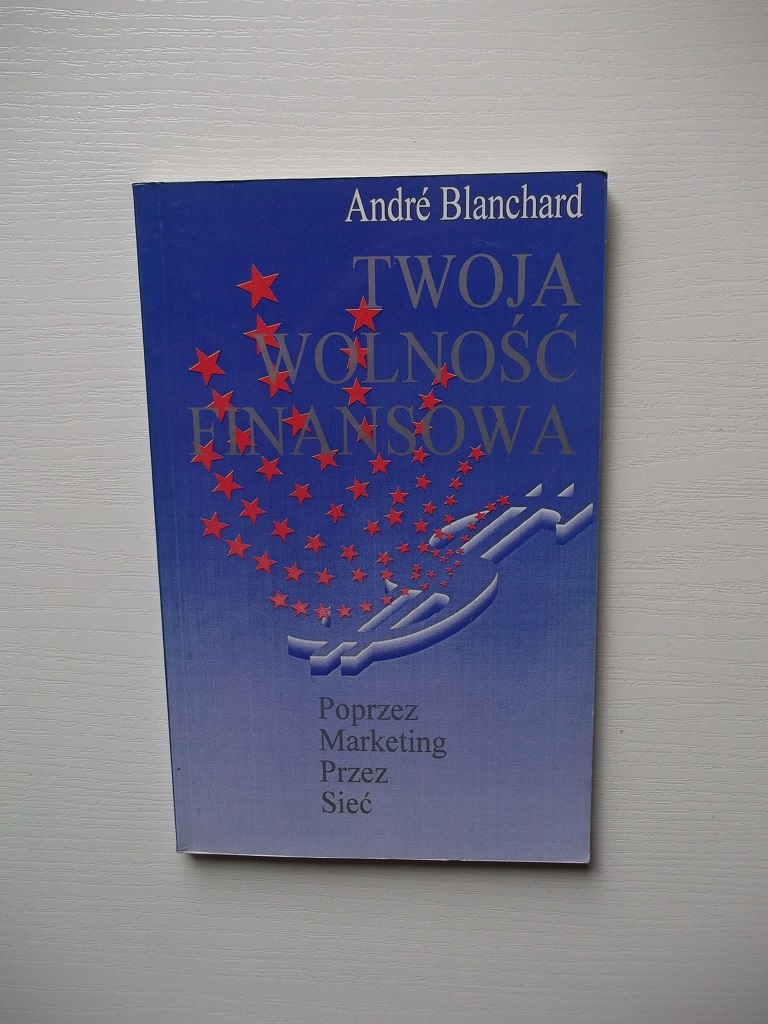 André Blanchard
TWOJA
WOLNOŚĆ
FINANSOWA
Poprzez
Marketing
Przez
Sieć